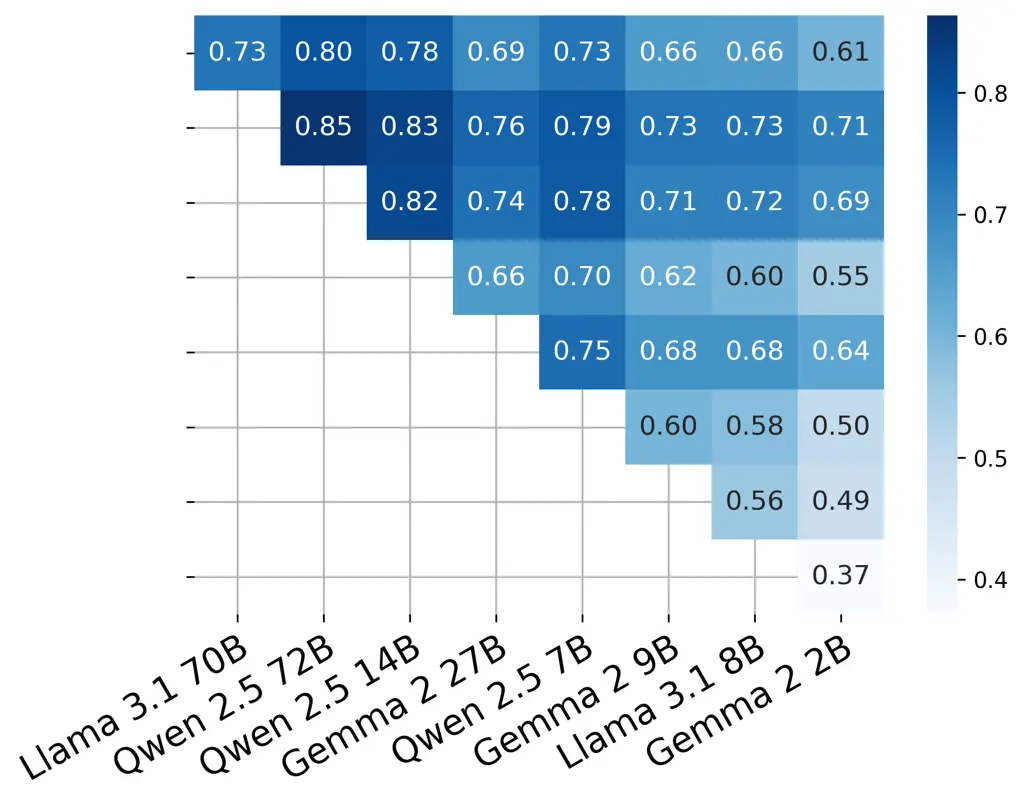 0.73 0.80 0.78 0.69 0.73 0.66 0.66 0.61
0.85 0.83 0.76 0.79 0.73 0.73 0.71
0.82 0.74 0.78 0.71 0.72 0.69
0.66 0.70 0.62 0.60 0.55
0.75 0.68 0.68 0.64
0.60 0.58 0.50
0.56 0.49
0.37
Llama 3.1 70B
Qwen 2.5 72B
Qwen 2.5 14B
Gemma 2 27B
Qwen 2.5 7B
Gemma 2 9B
Llama 3.1 8B
Gemma 2 2B
0.8
0.7
0.6
0.5
0.4